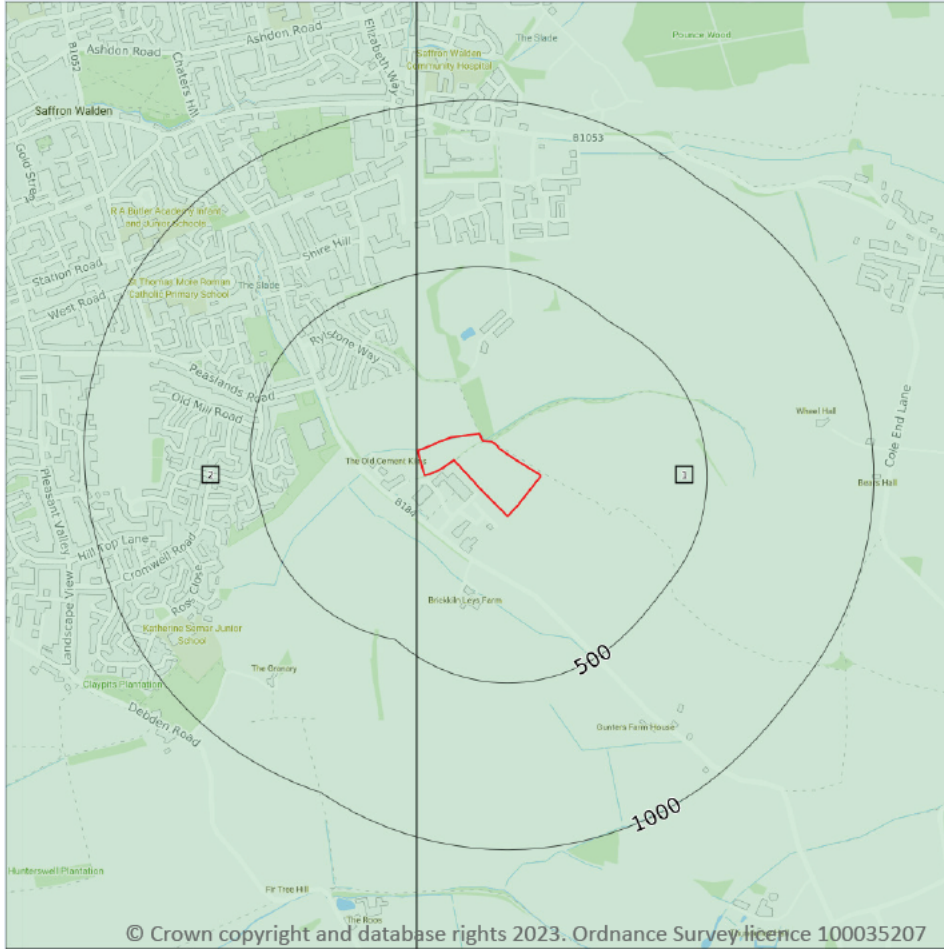 Ashdon Road
Ashdon Road
B1052
Chaters Hill
Elizabeth Way
Saffron Walden
Community Hospital
The Slade
Pounce Wood
Saffron Walden
B1053
Gold Street
R A Butler Academy Infant
and Junior Schools
Shire Hill
Station Road
St Thomas More Roman
Catholic Primary School
The Slade
West Road
Rylstone Way
Peaslands Road
Old Mill Road
Wheel Hall
Cole End Lane
The Old Cement Kilns
2
1
Bears Hall
Pleasant Valley
B184
Hill Top Lane
Cromwell Road
Ross Close
Landscape View
Brickkiln Leys Farm
Katherine Semar Junior
School
500
The Granary
Claypits Plantation
Debden Road
Gunters Farm House
1000
Hunterswell Plantation
Fir Tree Hill
The Roos
© Crown copyright and database rights 2023. Ordnance Survey licence 100035207